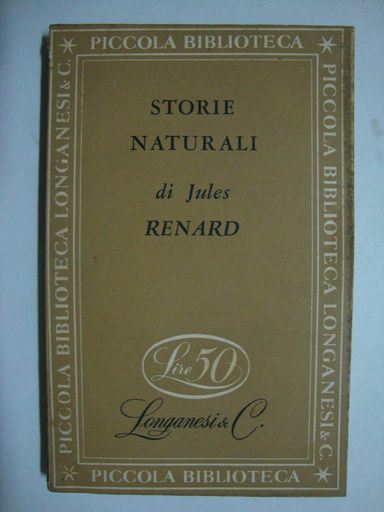 PICCOLA BIBLIOTECA
PICCOLA BIBLIOTECA LONGANESI & C.
PICCOLA BIBLIOTECA LONGANESI & C.
STORIE
NATURALI
di Jules
RENARD
Lire 50
Longanesi & C.
PICCOLA BIBLIOTECA